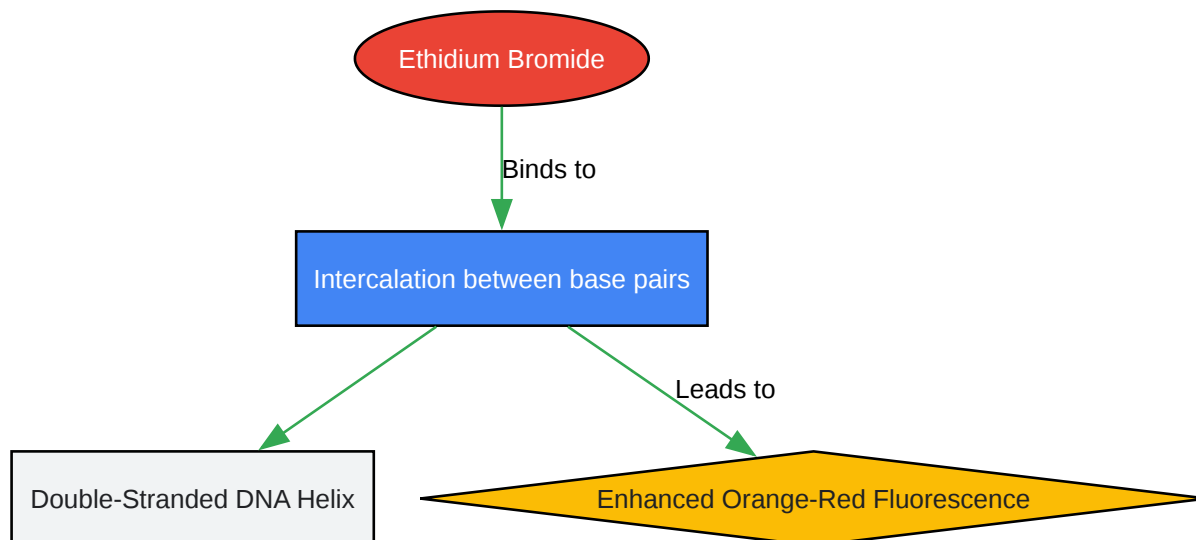 Ethidium Bromide
Binds to
Intercalation between base pairs
Leads to
Double-Stranded DNA Helix
Enhanced Orange-Red Fluorescence